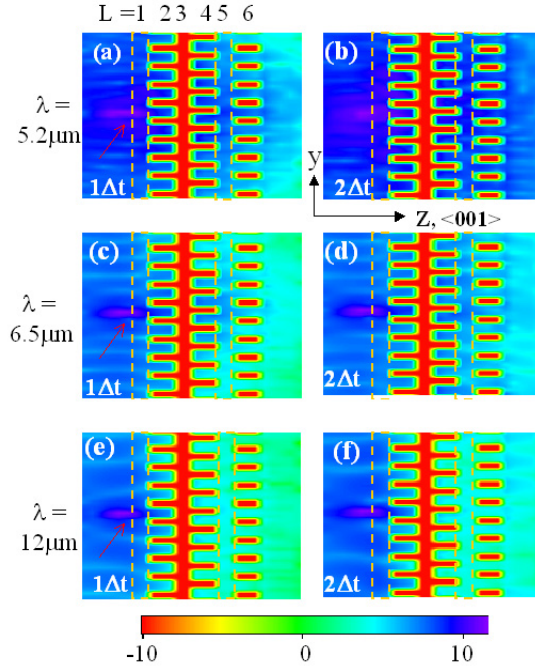 L =1 2 3 4 5 6
(a) (b)
λ =
5.2μm
1Δt 2Δt
y
Z, <001>
(c) (d)
λ =
6.5μm
1Δt 2Δt
(e) (f)
λ =
12μm
1Δt 2Δt
-10 0 10